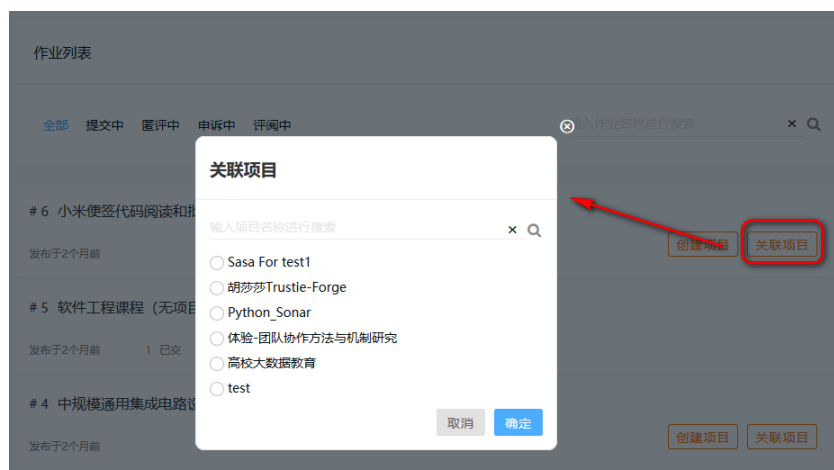 作业列表
全部 提交中 匿评中 申诉中 评阅中
输入作业名称进行搜索 ×
关联项目
#6 小米便签代码阅读和
输入项目名称进行搜索 ×
发布于2个月前
创建项目 关联项目
Sasa For test1
胡莎莎Trustie-Forge
#5 软件工程课程（无项目
Python_Sonar
体验-团队协作方法与机制研究
发布于2个月前 1 已交
高校大数据教育
test
#4 中规模通用集成电路
取消 确定
发布于2个月前
创建项目 关联项目